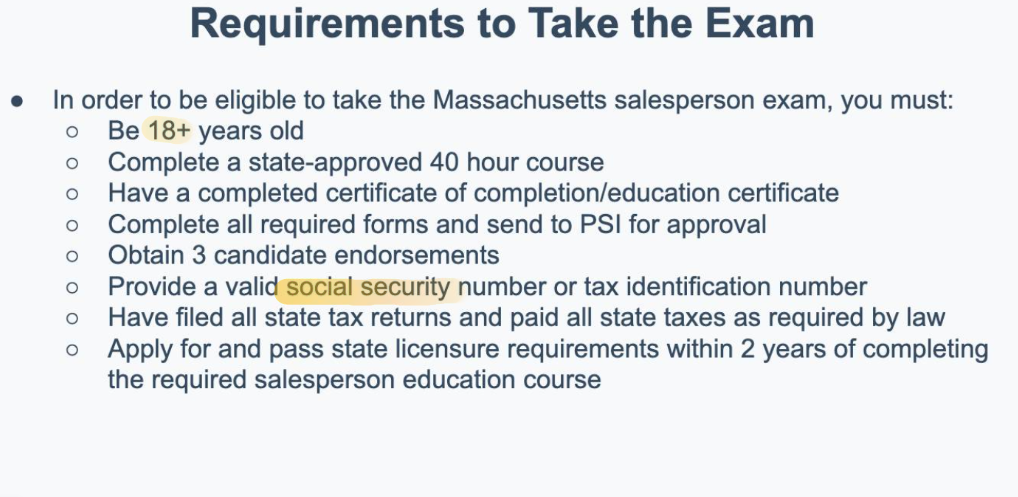 Requirements to Take the Exam
● In order to be eligible to take the Massachusetts salesperson exam, you must:
○ Be 18+ years old
○ Complete a state-approved 40 hour course
○ Have a completed certificate of completion/education certificate
○ Complete all required forms and send to PSI for approval
○ Obtain 3 candidate endorsements
○ Provide a valid social security number or tax identification number
○ Have filed all state tax returns and paid all state taxes as required by law
○ Apply for and pass state licensure requirements within 2 years of completing
the required salesperson education course